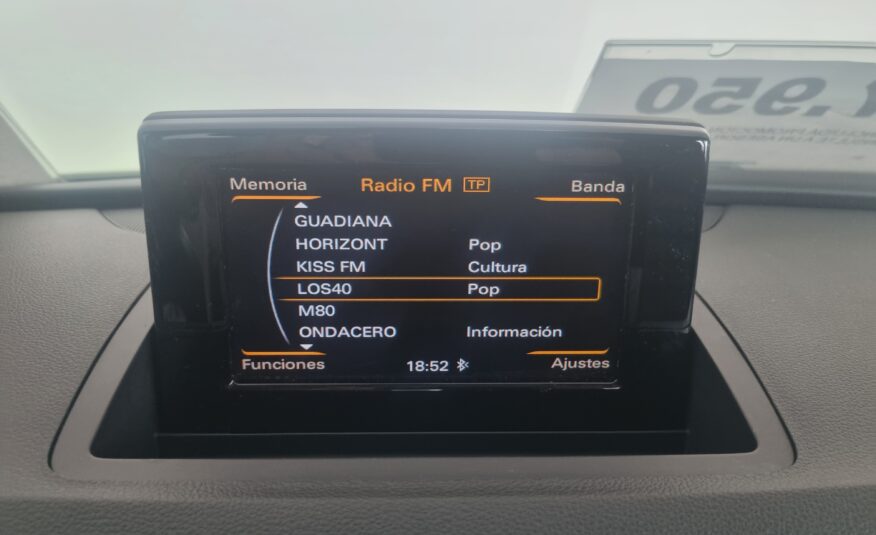 Memoria Radio FM TP Banda
GUADIANA
HORIZONT Pop
KISS FM Cultura
LOS40 Pop
M80
ONDACERO Información
Funciones 18:52 Ajustes
.950